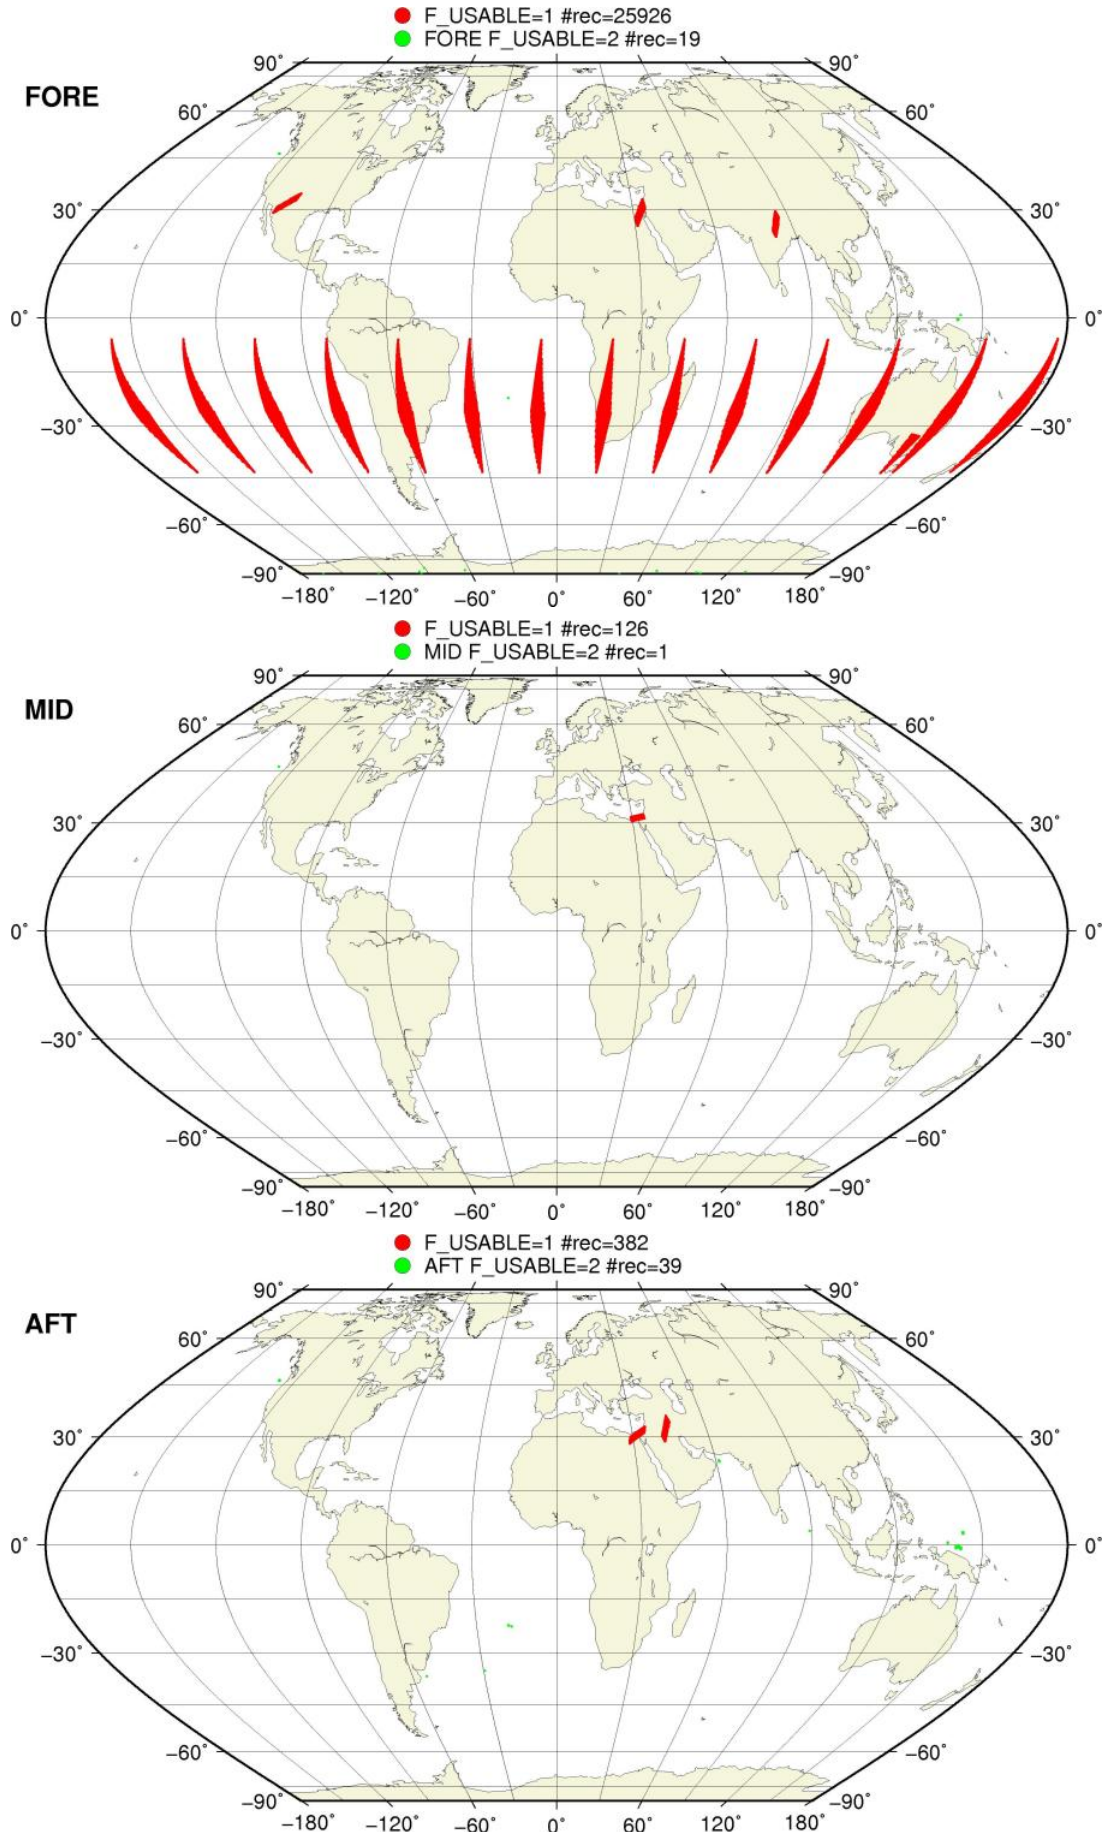 F_USABLE=1 #rec=25926
FORE F_USABLE=2 #rec=19
90° 90°
FORE
60° 60°
30° 30°
0° 0°
−30° −30°
−60° −60°
−90° −90°
−180° −120° −60° 0° 60° 120° 180°
F_USABLE=1 #rec=126
MID F_USABLE=2 #rec=1
90° 90°
MID
60° 60°
30° 30°
0° 0°
−30° −30°
−60° −60°
−90° −90°
−180° −120° −60° 0° 60° 120° 180°
F_USABLE=1 #rec=382
AFT F_USABLE=2 #rec=39
90° 90°
AFT
60° 60°
30° 30°
0° 0°
−30° −30°
−60° −60°
−90° −90°
−180° −120° −60° 0° 60° 120° 180°